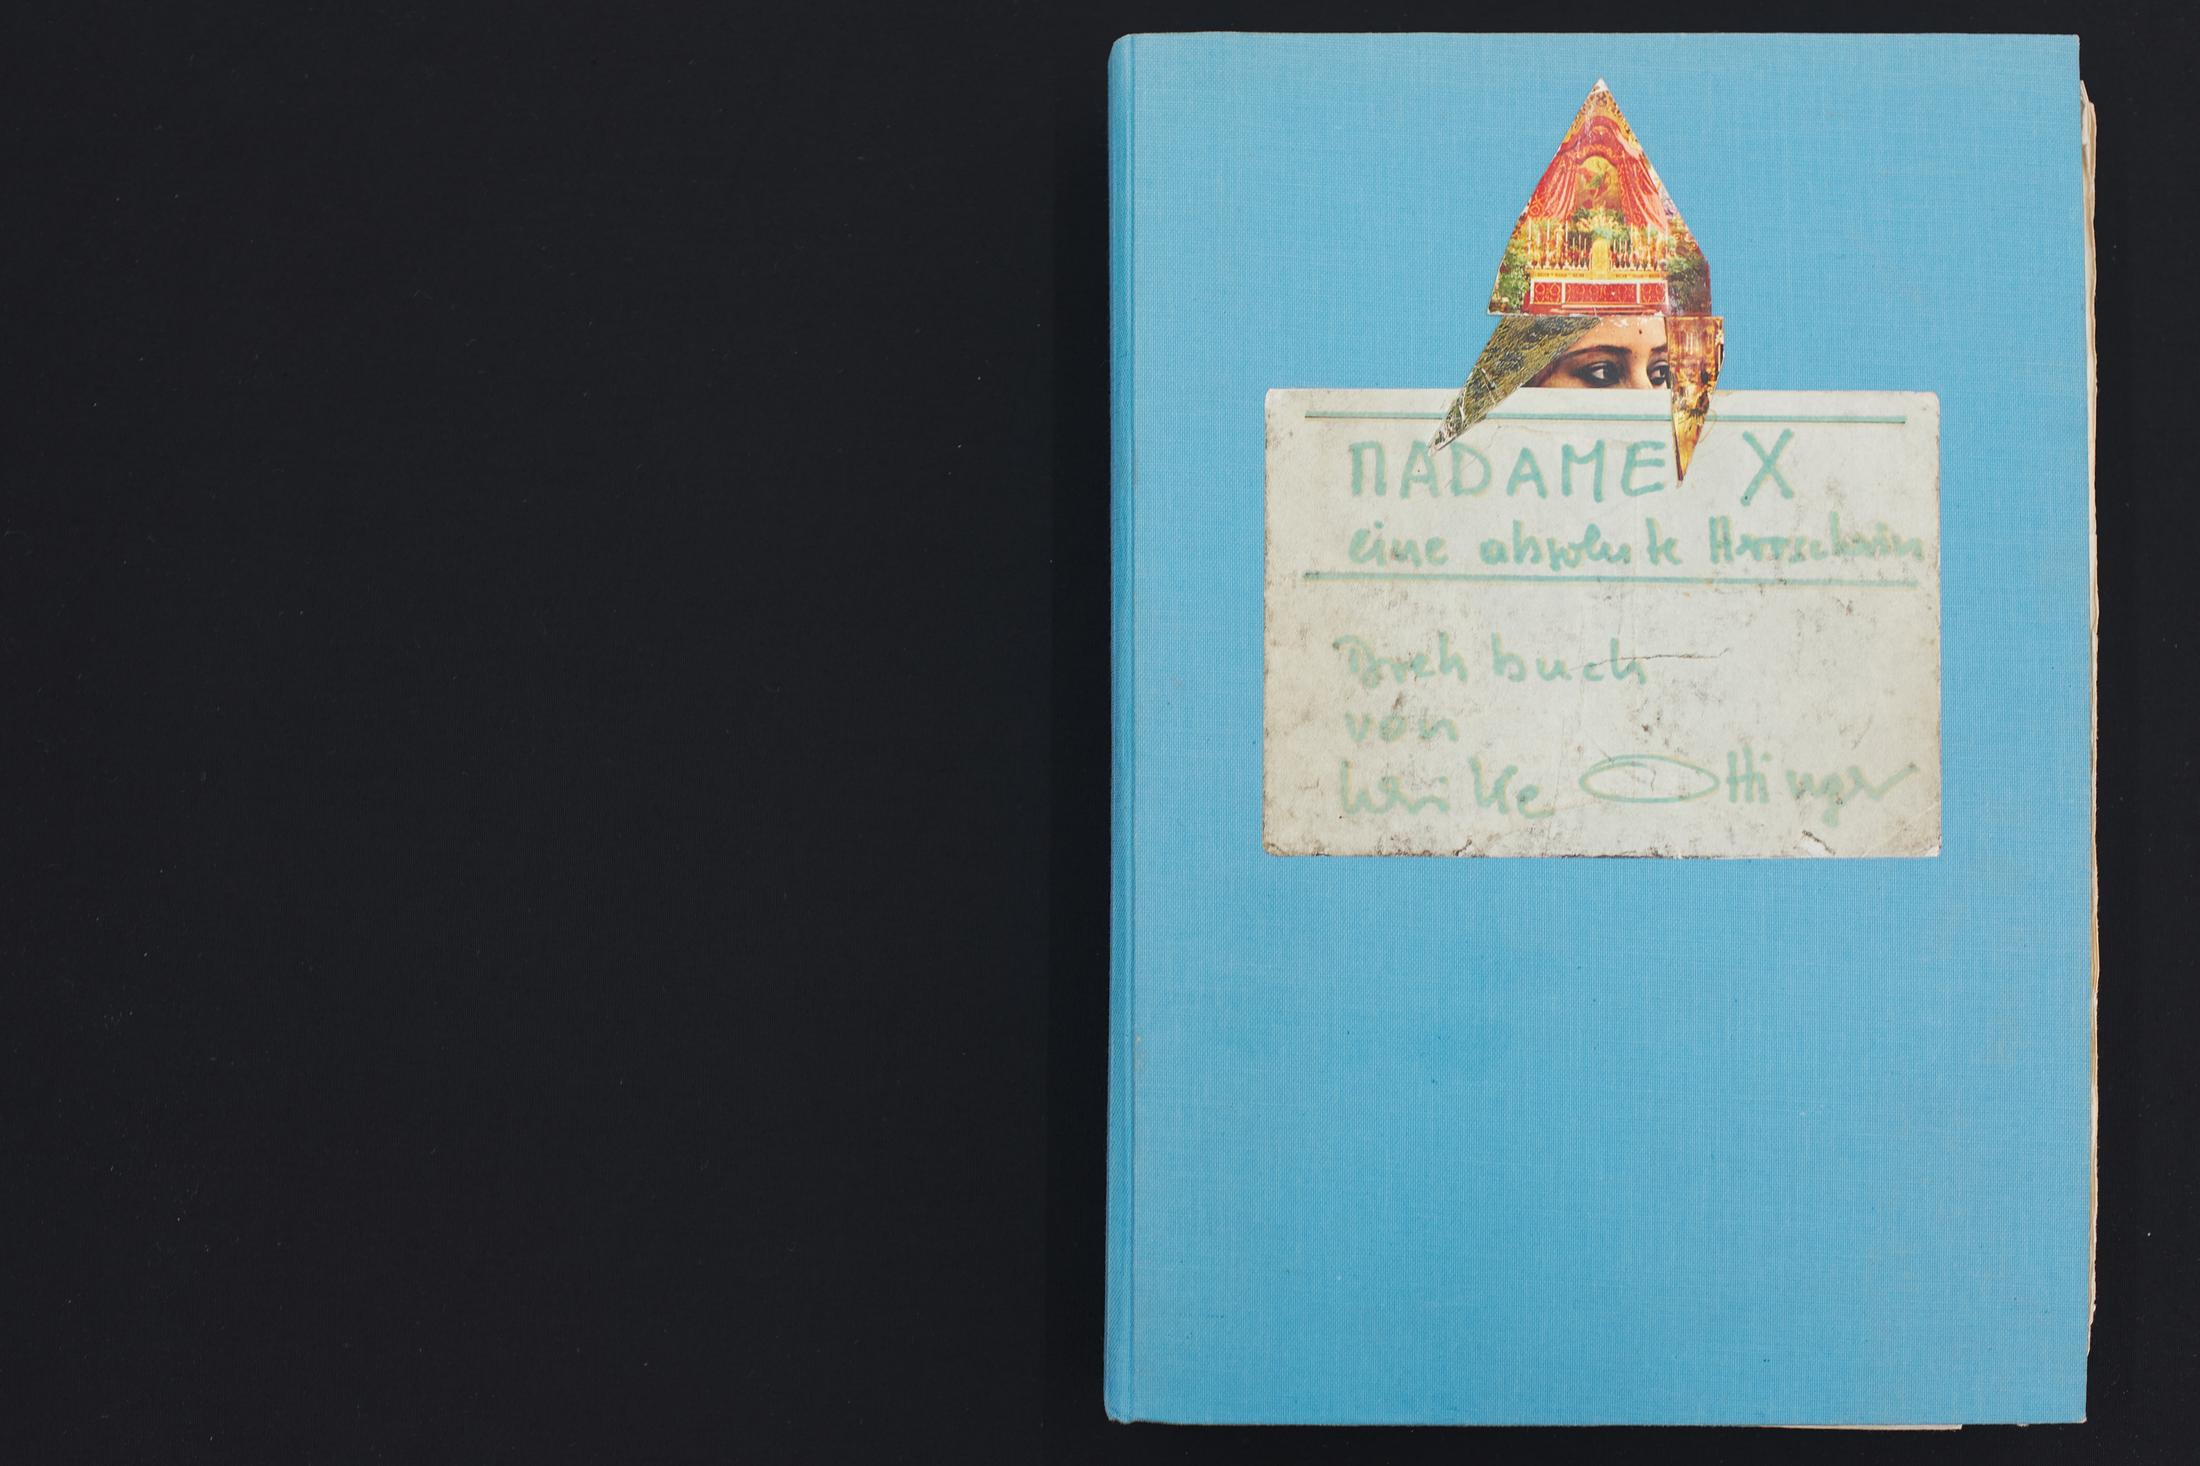 MADAME X
eine absolute Herrscherin
Drehbuch
von
Ulrike Ottinger